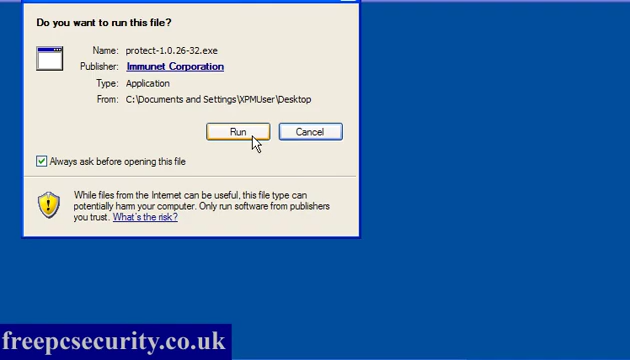 Do you want to run this file?
Name: protect-1.0.26-32.exe
Publisher: Immunet Corporation
Type: Application
From: C:\Documents and Settings\XPMUser\Desktop
Run Cancel
Always ask before opening this file
While files from the Internet can be useful, this file type can
potentially harm your computer. Only run software from publishers
you trust. What's the risk?
freepcsecurity.co.uk